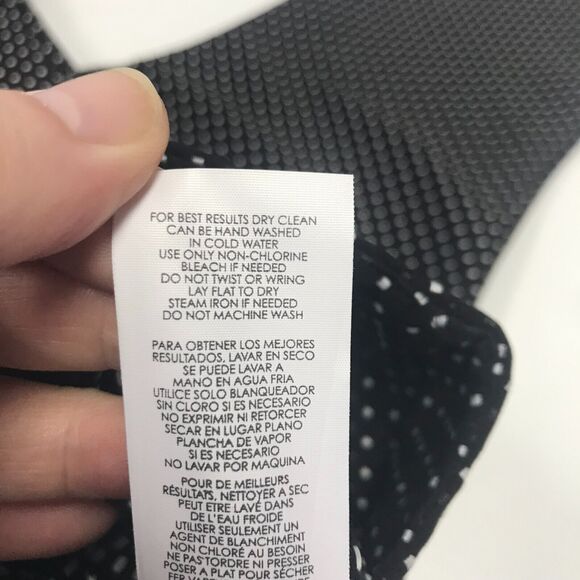 FOR BEST RESULTS DRY CLEAN
CAN BE HAND WASHED
IN COLD WATER
USE ONLY NON-CHLORINE
BLEACH IF NEEDED
DO NOT TWIST OR WRING
LAY FLAT TO DRY
STEAM IRON IF NEEDED
DO NOT MACHINE WASH
PARA OBTENER LOS MEJORES
RESULTADOS, LAVAR EN SECO
SE PUEDE LAVAR A
MANO EN AGUA FRIA
UTILICE SOLO BLANQUEADOR
SIN CLORO SI ES NECESARIO
NO EXPRIMIR NI RETORCER
SECAR EN LUGAR PLANO
PLANCHA DE VAPOR
SI ES NECESARIO
NO LAVAR POR MAQUINA
POUR DE MEILLEURS
RÉSULTATS, NETTOYER A SEC
PEUT ETRE LAVÉ DANS
DE L'EAU FROIDE
UTILISER SEULEMENT UN
AGENT DE BLANCHIMENT
NON CHLORÉ AU BESOIN
NE PAS TORDRE NI PRESSER
POSER A PLAT POUR SÉCHER